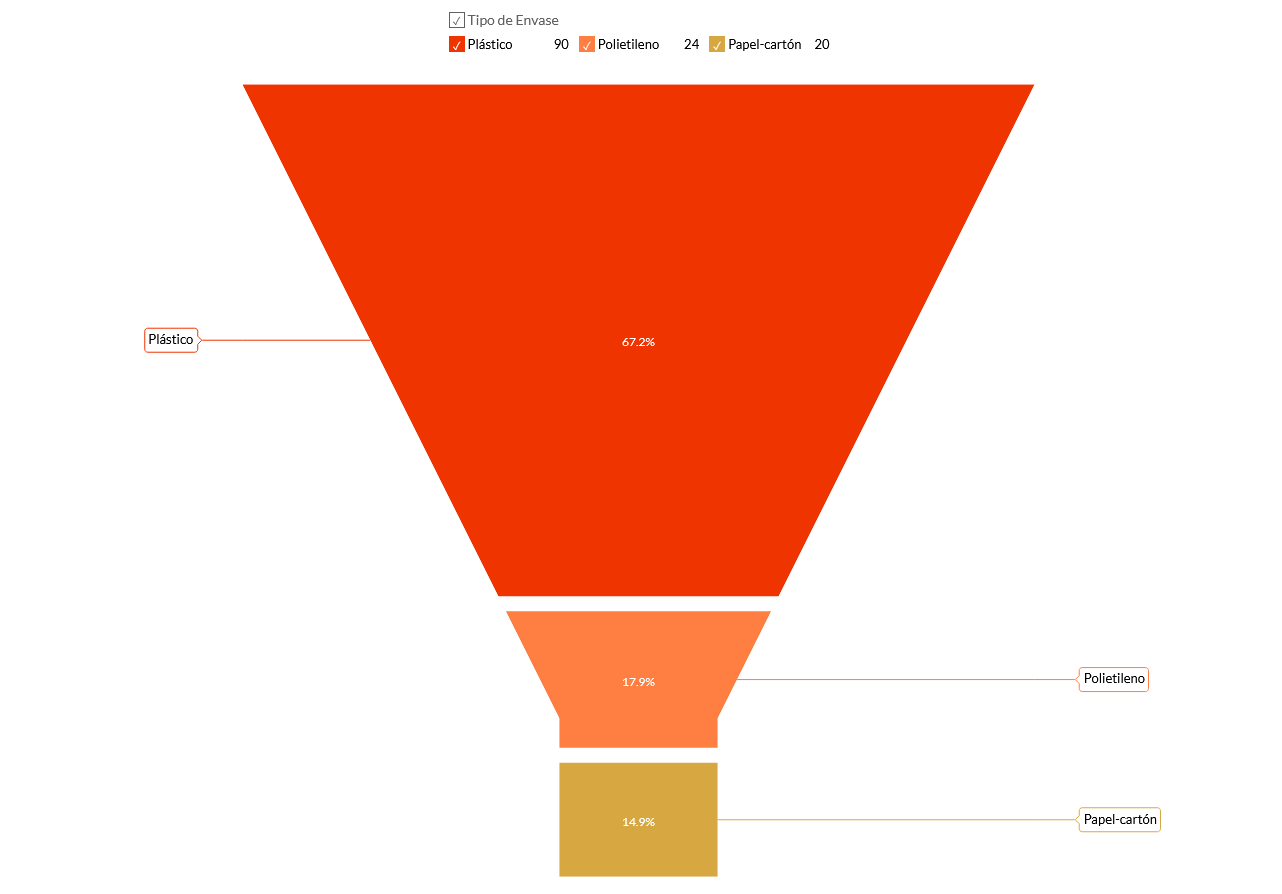 Tipo de Envase
Plástico 90 Polietileno 24 Papel-cartón 20
67.2%
Plástico
17.9%
Polietileno
14.9%
Papel-cartón